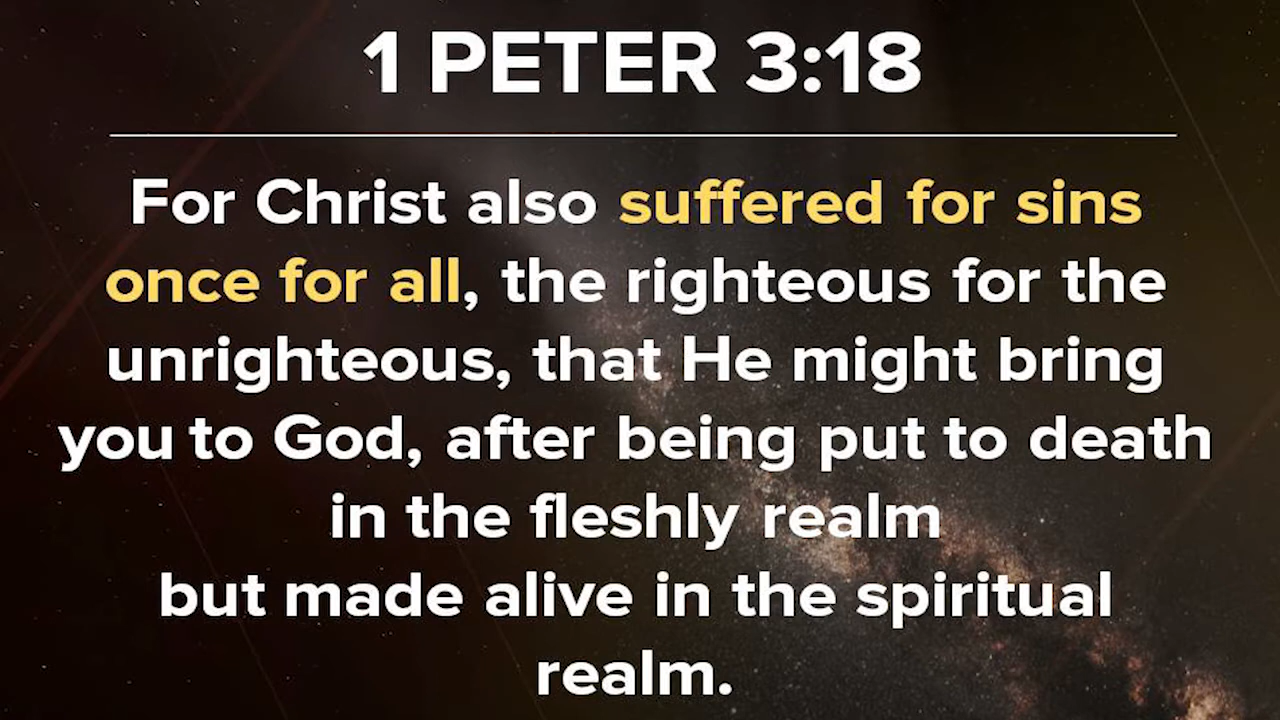 1 PETER 3:18
For Christ also suffered for sins
once for all, the righteous for the
unrighteous, that He might bring
you to God, after being put to death
in the fleshly realm
but made alive in the spiritual
realm.